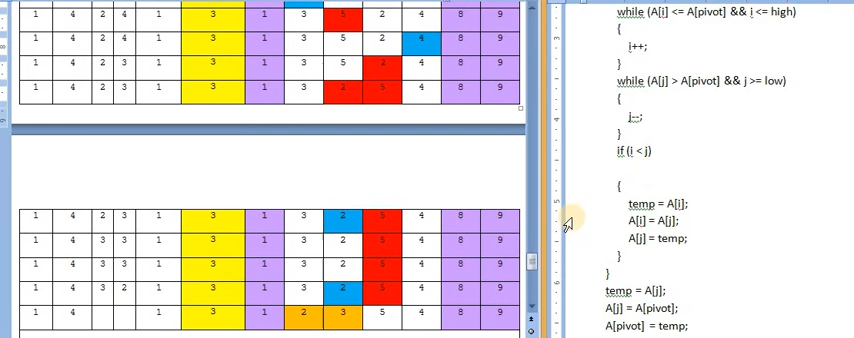 1 4 2 4 1 3 1 3 5 2 4 8 9
1 4 2 4 1 3 1 3 5 2 4 8 9
1 4 2 3 1 3 1 3 5 2 4 8 9
1 4 2 3 1 3 1 3 2 5 4 8 9
1 4 2 3 1 3 1 3 2 5 4 8 9
1 4 3 3 1 3 1 3 2 5 4 8 9
1 4 3 3 1 3 1 3 2 5 4 8 9
1 4 3 2 1 3 1 3 2 5 4 8 9
1 4 3 1 2 3 5 4 8 9
while (A[i] <= A[pivot] && i <= high)
{
i++;
}
while (A[j] > A[pivot] && j >= low)
{
j--;
}
if (i < j)
{
temp = A[i];
A[i] = A[j];
A[j] = temp;
}
}
temp = A[j];
A[j] = A[pivot];
A[pivot] = temp;